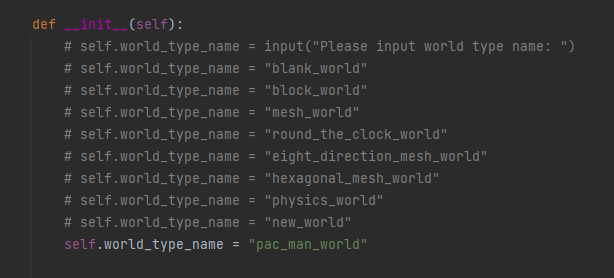 def __init__(self):
# self.world_type_name = input("Please input world type name: ")
# self.world_type_name = "blank_world"
# self.world_type_name = "block_world"
# self.world_type_name = "mesh_world"
# self.world_type_name = "round_the_clock_world"
# self.world_type_name = "eight_direction_mesh_world"
# self.world_type_name = "hexagonal_mesh_world"
# self.world_type_name = "physics_world"
# self.world_type_name = "new_world"
self.world_type_name = "pac_man_world"